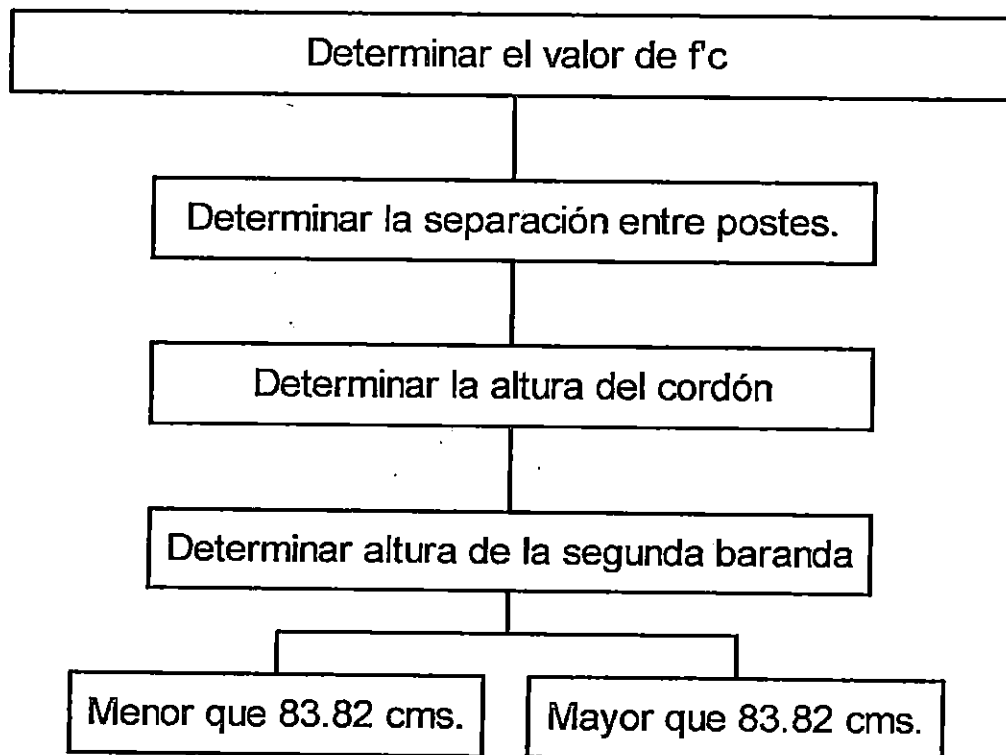 Determinar el valor de f'c
Determinar la separación entre postes.
Determinar la altura del cordón
Determinar altura de la segunda baranda
Menor que 83.82 cms.
Mayor que 83.82 cms.